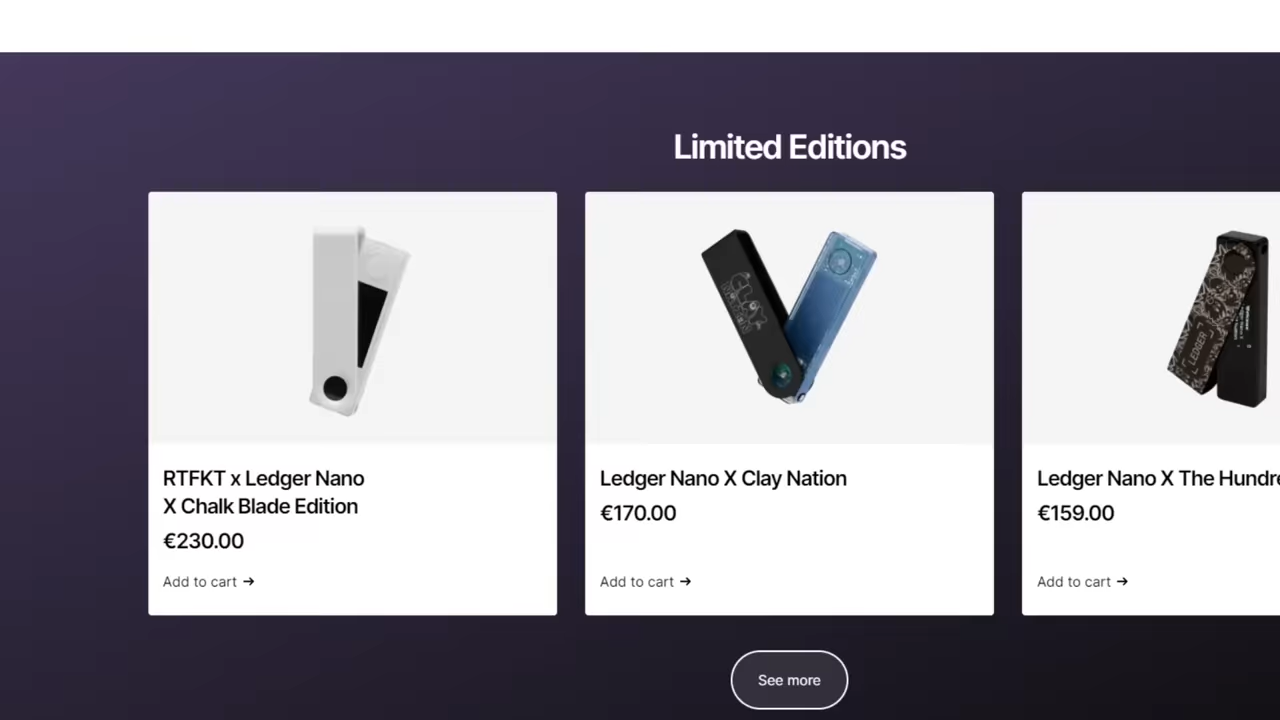 Limited Editions
RTFKT x Ledger Nano
X Chalk Blade Edition
€230.00
Add to cart →
Ledger Nano X Clay Nation
€170.00
Add to cart →
LEDGER
Ledger Nano X The Hundre
€159.00
Add to cart →
See more